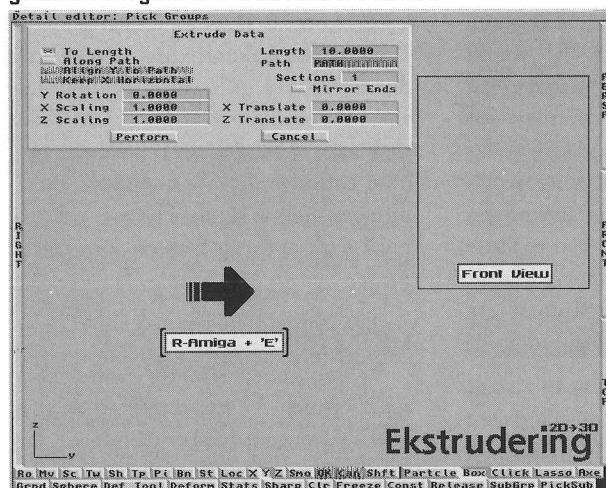 Detail editor: Pick Groups
Extrude Data
To Length
Length 10.0000
Along Path
Path PATH
Align Y To Path
Sections 1
Keep X Horizontal
Mirror Ends
Y Rotation 0.0000
X Scaling 1.0000
X Translate 0.0000
Z Scaling 1.0000
Z Translate 0.0000
Perform
Cancel
PERSP
RIGHT
FRONT
Front View
R-Amiga + 'E'
TOP
z
y
2D→3D
Ekstrudering
Ro Mv Sc Tw Sh Tp Pi Bn St Loc X Y Z Smo Can Shft Partcle Box Click Lasso Axe
Grnd Sphere Def Tool Deform Stats Sharp Clr Freeze Const Release SubGrp PickSub